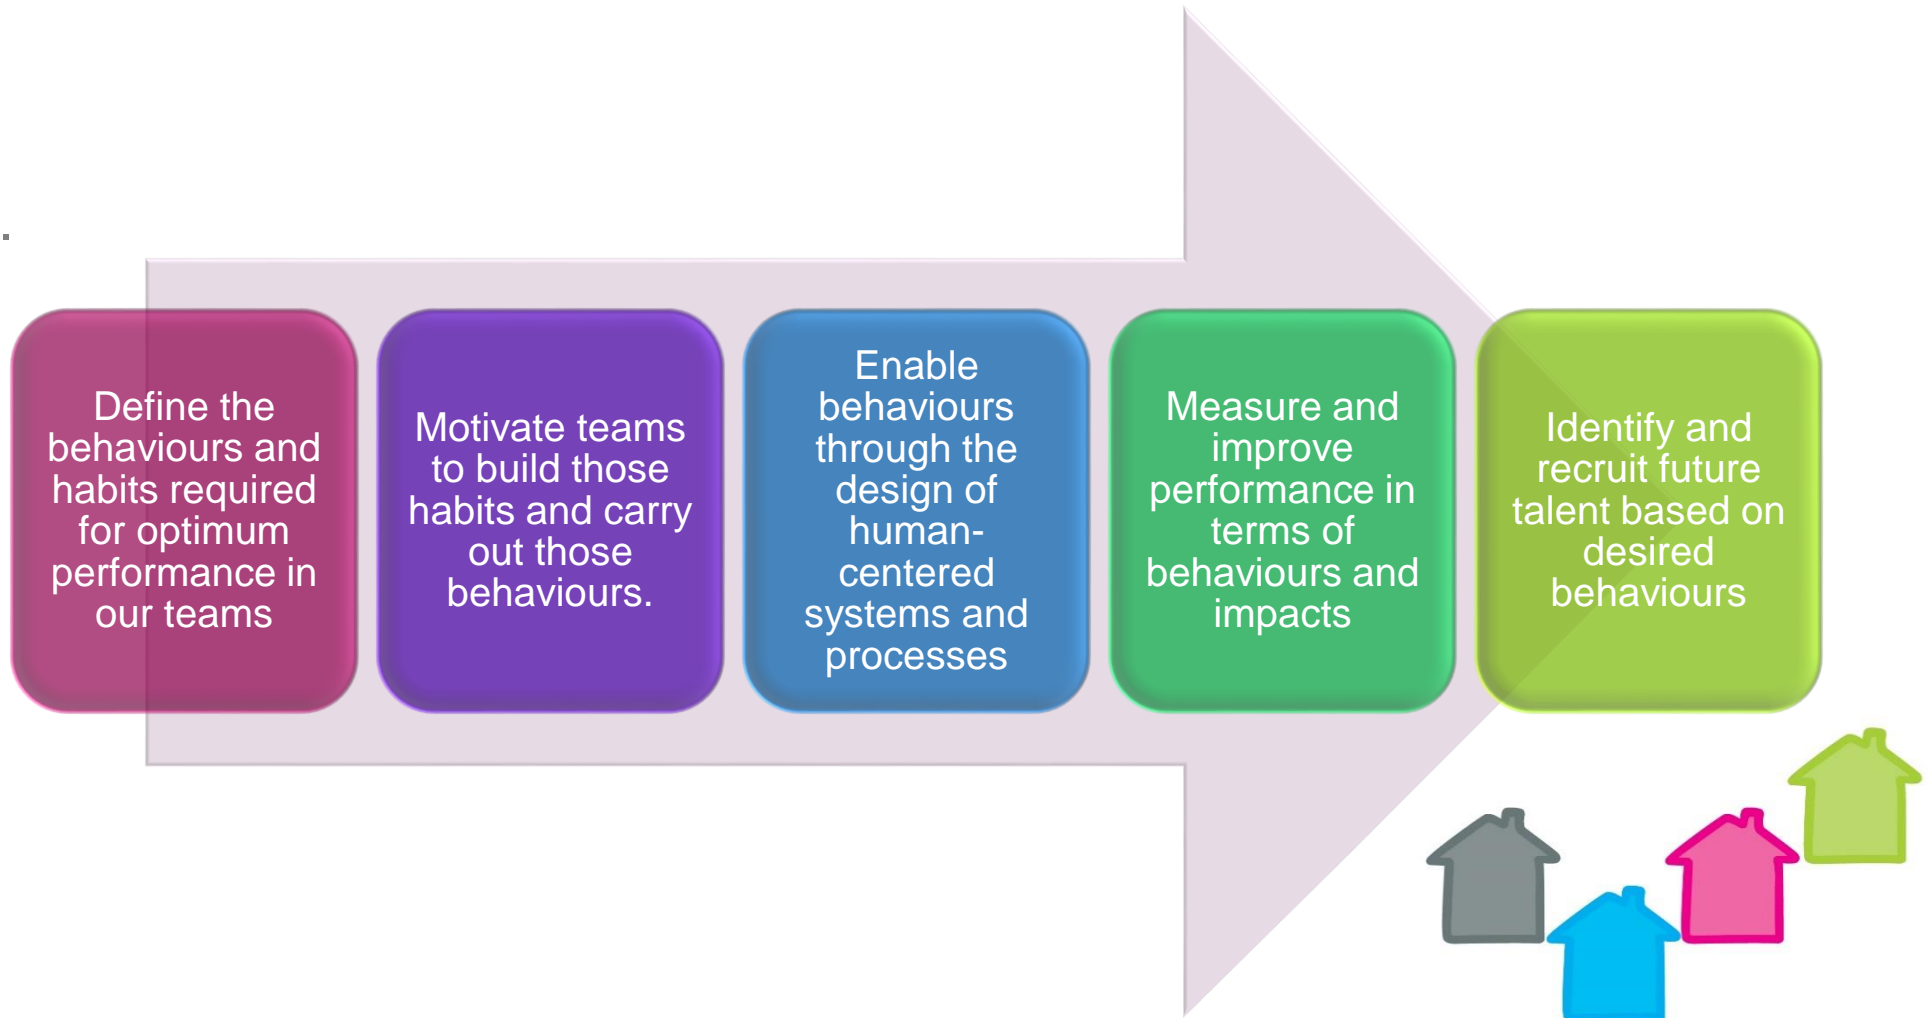 Define the
behaviours and
habits required
for optimum
performance in
our teams
Motivate teams
to build those
habits and carry
out those
behaviours.
Enable
behaviours
through the
design of
human-
centered
systems and
processes
Measure and
improve
performance in
terms of
behaviours and
impacts
Identify and
recruit future
talent based on
desired
behaviours